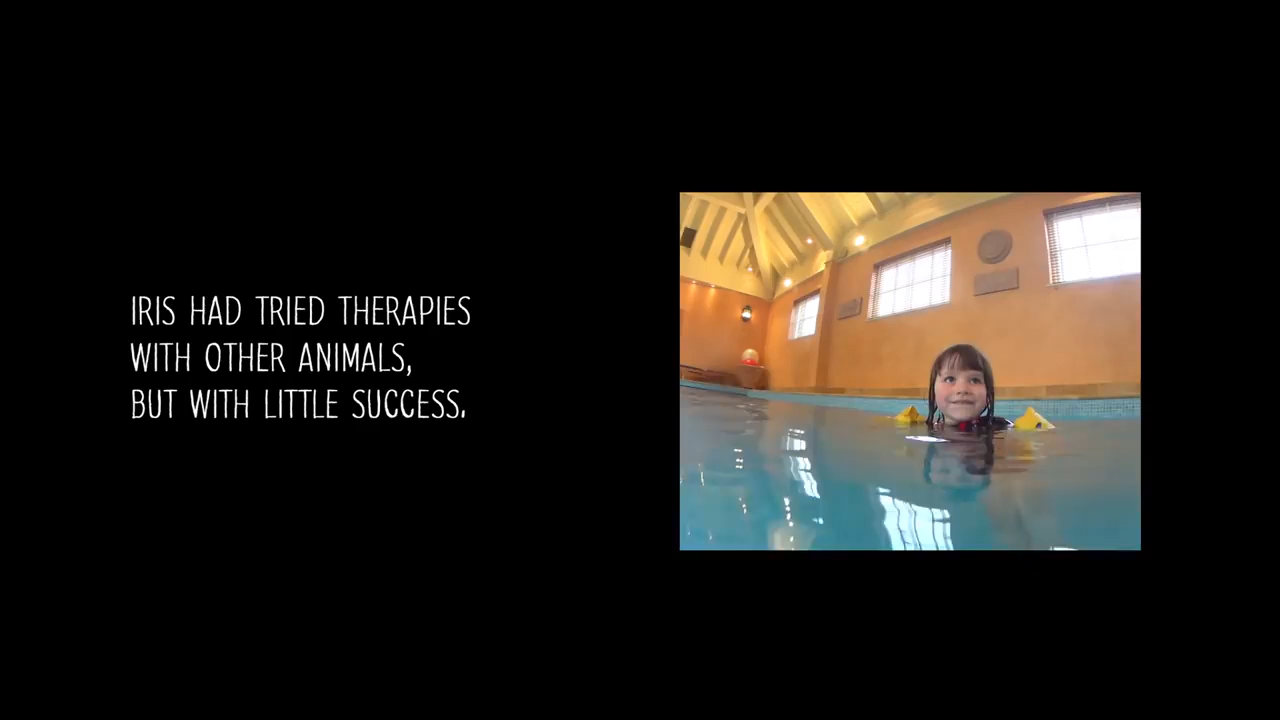 IRIS HAD TRIED THERAPIES
WITH OTHER ANIMALS,
BUT WITH LITTLE SUCCESS.